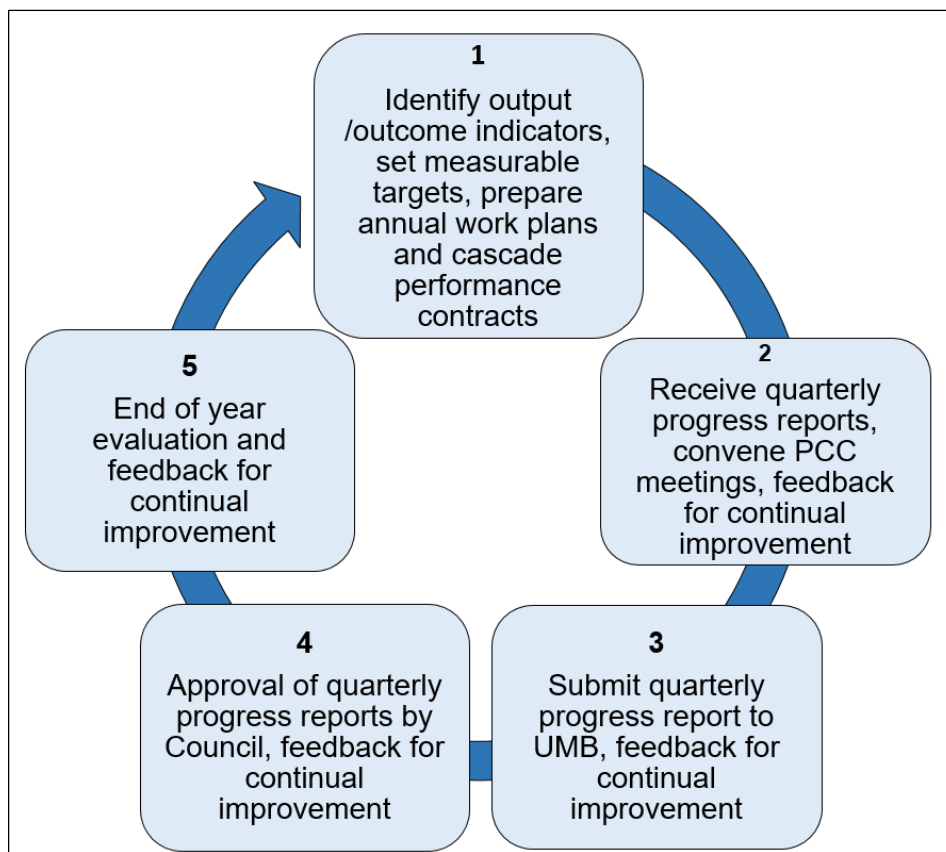 1
Identify output
/outcome indicators,
set measurable
targets, prepare
annual work plans
and cascade
performance
contracts
2
Receive quarterly
progress reports,
convene PCC
meetings, feedback
for continual
improvement
3
Submit quarterly
progress report to
UMB, feedback for
continual
improvement
4
Approval of quarterly
progress reports by
Council, feedback for
continual
improvement
5
End of year
evaluation and
feedback for
continual
improvement